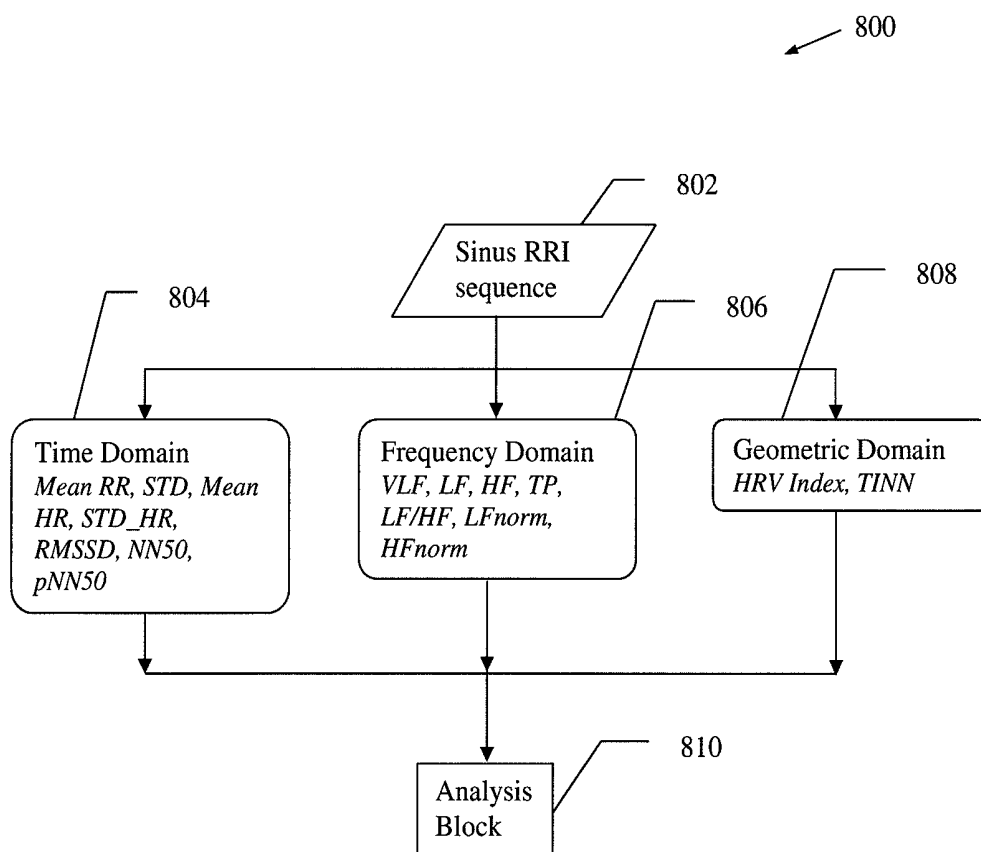 800
802
Sinus RRI
sequence
804
806
808
Time Domain
Mean RR, STD, Mean
HR, STD_HR,
RMSSD, NN50,
pNN50
Frequency Domain
VLF, LF, HF, TP,
LF/HF, LFnorm,
HFnorm
Geometric Domain
HRV Index, TINN
810
Analysis
Block